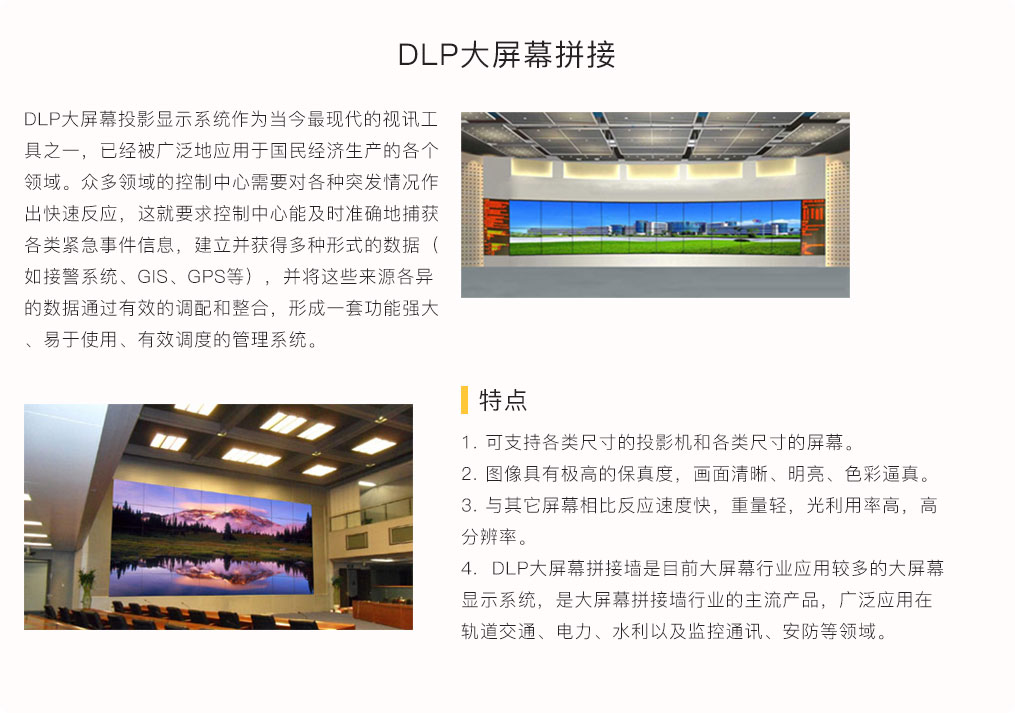 DLP大屏幕拼接
DLP大屏幕投影显示系统作为当今最现代的视讯工
具之一，已经被广泛地应用于国民经济生产的各个
领域。众多领域的控制中心需要对各种突发情况作
出快速反应，这就要求控制中心能及时准确地捕获
各类紧急事件信息，建立并获得多种形式的数据（
如接警系统、GIS、GPS等），并将这些来源各异
的数据通过有效的调配和整合，形成一套功能强大
、易于使用、有效调度的管理系统。
特点
1. 可支持各类尺寸的投影机和各类尺寸的屏幕。
2. 图像具有极高的保真度，画面清晰、明亮、色彩逼真。
3. 与其它屏幕相比反应速度快，重量轻，光利用率高，高
分辨率。
4. DLP大屏幕拼接墙是目前大屏幕行业应用较多的大屏幕
显示系统，是大屏幕拼接墙行业的主流产品，广泛应用在
轨道交通、电力、水利以及监控通讯、安防等领域。